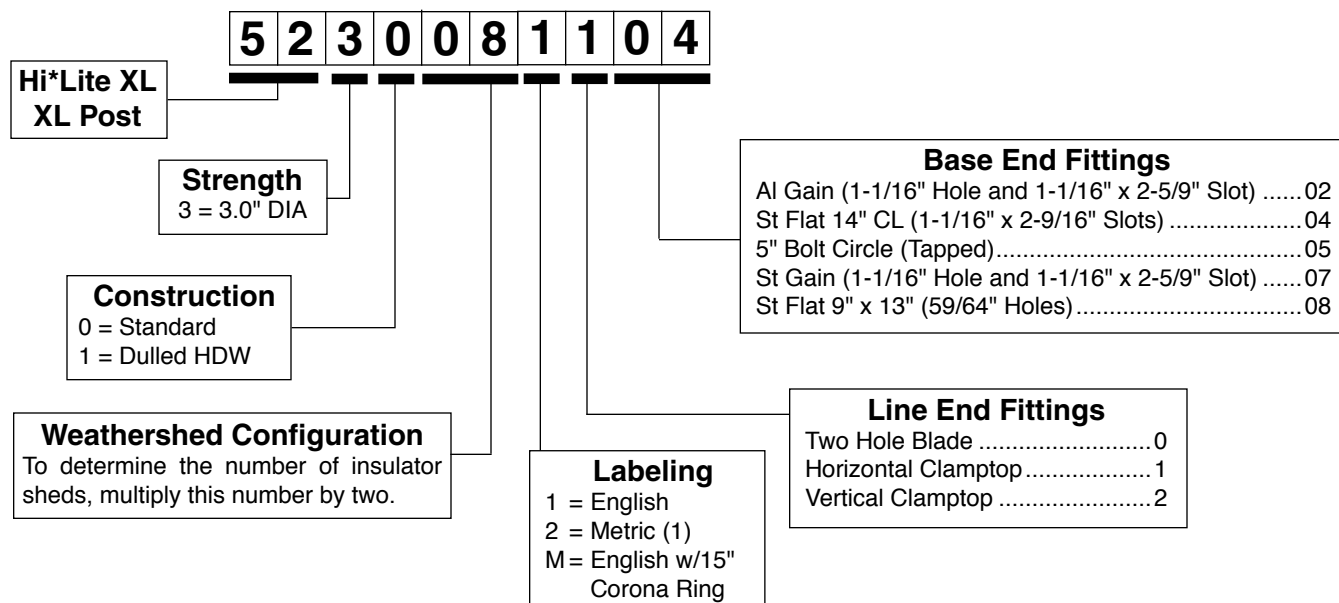 5 2 3 0 0 8 1 1 0 4
Hi*Lite XL
XL Post
Strength
3 = 3.0" DIA
Construction
0 = Standard
1 = Dulled HDW
Weathershed Configuration
To determine the number of insulator
sheds, multiply this number by two.
Labeling
1 = English
2 = Metric (1)
M = English w/15"
Corona Ring
Line End Fittings
Two Hole Blade ...........................0
Horizontal Clamptop....................1
Vertical Clamptop ........................2
Base End Fittings
Al Gain (1-1/16" Hole and 1-1/16" x 2-5/9" Slot) ......02
St Flat 14" CL (1-1/16" x 2-9/16" Slots) .....................04
5" Bolt Circle (Tapped)..................................................05
St Gain (1-1/16" Hole and 1-1/16" x 2-5/9" Slot) ......07
St Flat 9" x 13" (59/64" Holes)......................................08